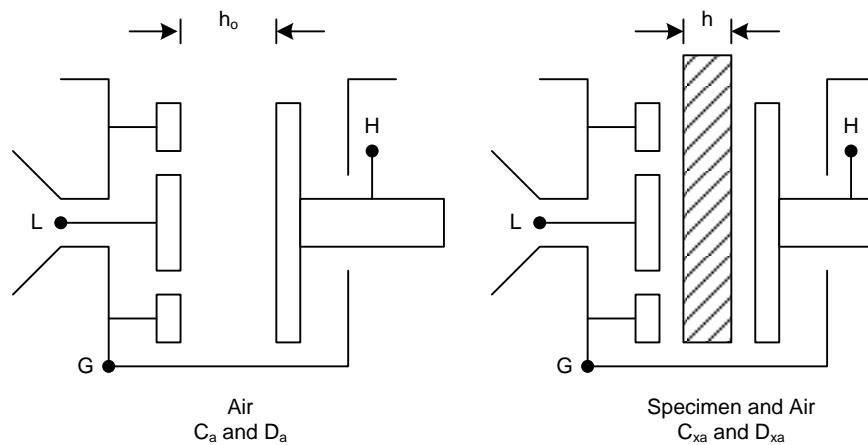 hₒ
h
H
H
L
L
G
G
Air
Cₐ and Dₐ
Specimen and Air
Cₓₐ and Dₓₐ